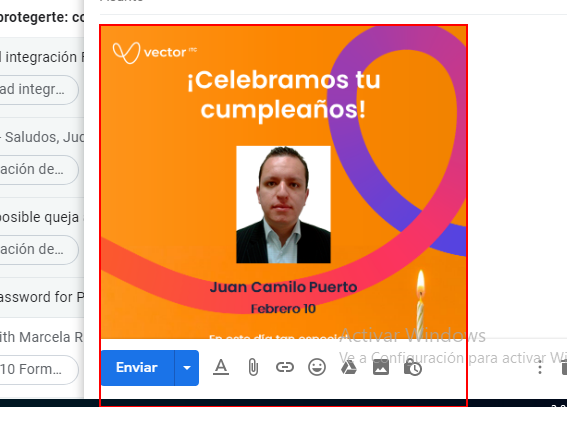 protegerte: co
l integración F
ad integr...
- Saludos, Juc
ación de...
posible queja
ación de...
assword for P
ith Marcela R
10 Form...
vector
¡Celebramos tu
cumpleaños!
Juan Camilo Puerto
Febrero 10
En este día tan especial
Activar Windows
Ve a Configuración para activar Wi
Enviar